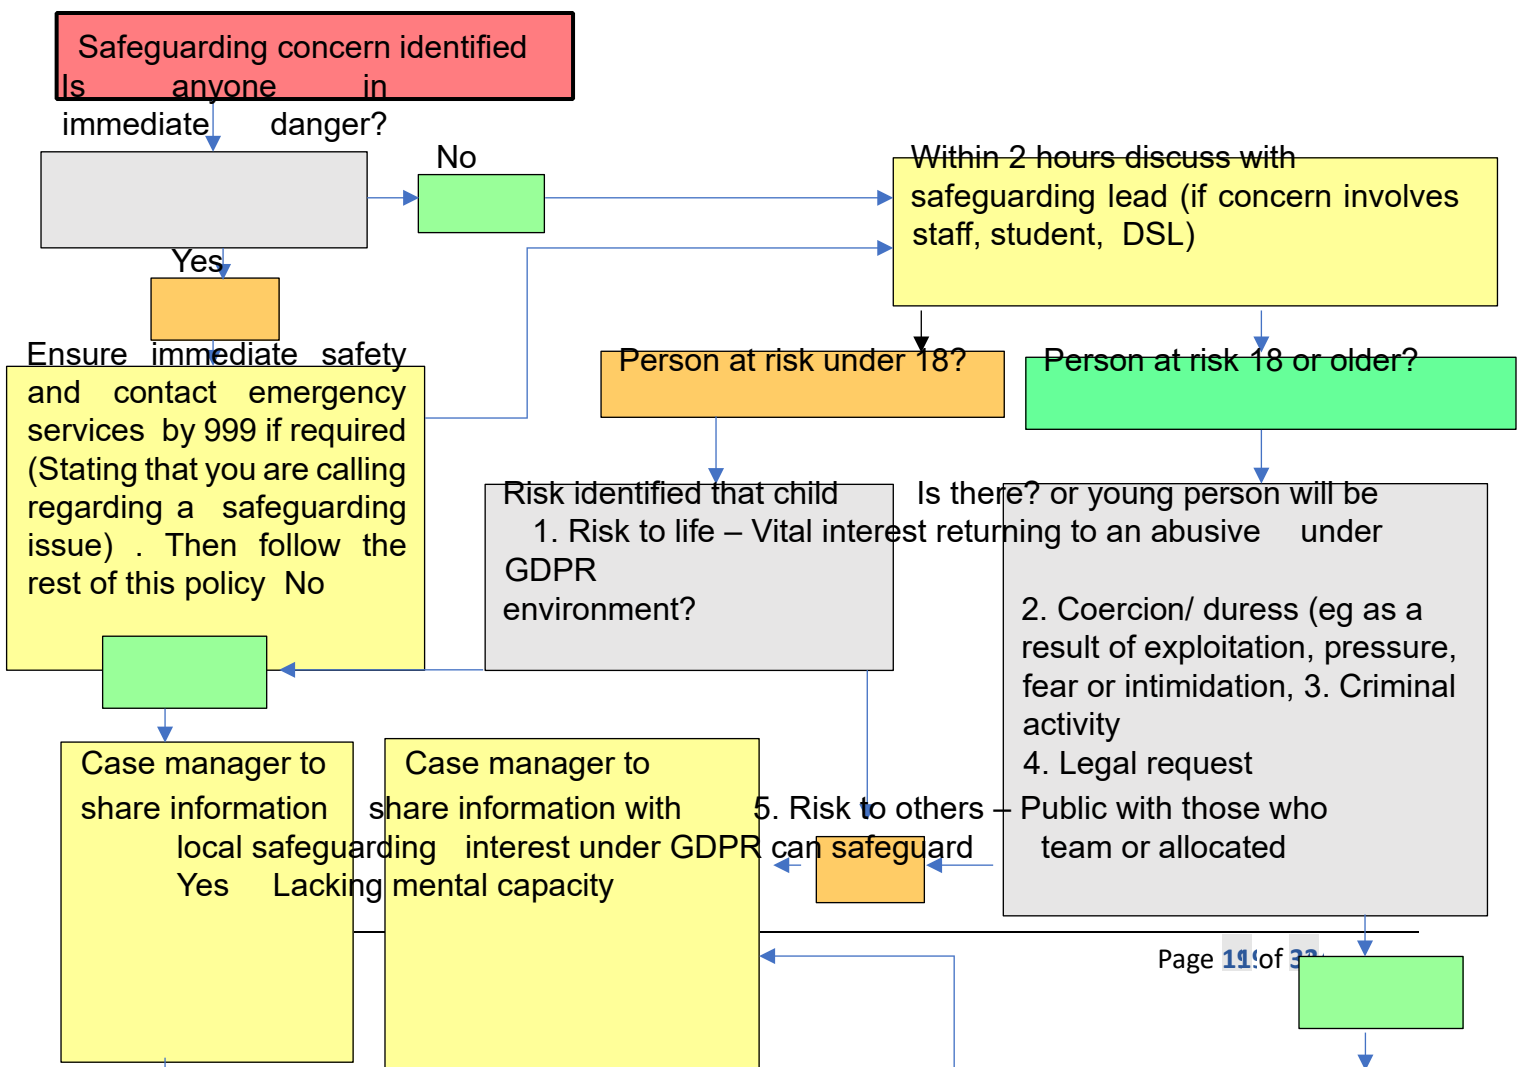 Safeguarding concern identified
Is anyone in
immediate danger?
No
Within 2 hours discuss with
safeguarding lead (if concern involves
staff, student, DSL)
Yes
Ensure immediate safety
and contact emergency
services by 999 if required
(Stating that you are calling
regarding a safeguarding
issue) . Then follow the
rest of this policy No
Person at risk under 18?
Person at risk 18 or older?
Risk identified that child Is there? or young person will be
1. Risk to life – Vital interest returning to an abusive under
GDPR
environment?
2. Coercion/ duress (eg as a
result of exploitation, pressure,
fear or intimidation, 3. Criminal
activity
4. Legal request
Case manager to Case manager to
share information share information with 5. Risk to others – Public with those who
local safeguarding interest under GDPR can safeguard team or allocated
Yes Lacking mental capacity
Page of